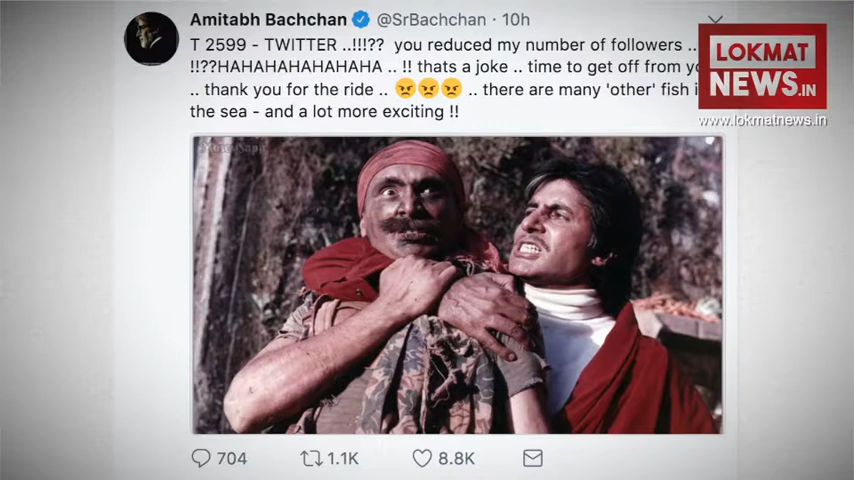 Amitabh Bachchan @SrBachchan · 10h
T 2599 - TWITTER ..!!!?? you reduced my number of followers ..
!!??HAHAHAHAHAHAHA .. !! thats a joke .. time to get off from
.. thank you for the ride .. 😠😠😠 .. there are many 'other' fish
the sea - and a lot more exciting !!
LOKMAT
NEWS.IN
www.lokmatnews.in
704 1.1K 8.8K